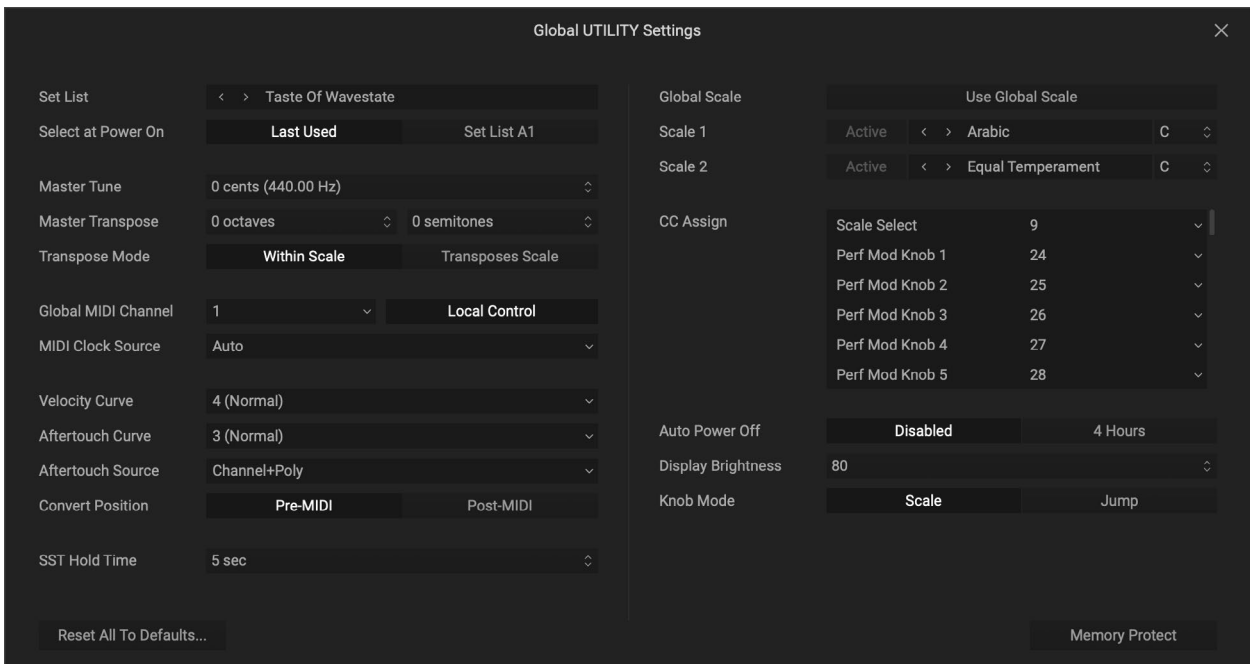 Global UTILITY Settings
Set List < > Taste Of Wavestate
Select at Power On Last Used Set List A1
Master Tune 0 cents (440.00 Hz)
Master Transpose 0 octaves 0 semitones
Transpose Mode Within Scale Transposes Scale
Global MIDI Channel 1 Local Control
MIDI Clock Source Auto
Velocity Curve 4 (Normal)
Aftertouch Curve 3 (Normal)
Aftertouch Source Channel+Poly
Convert Position Pre-MIDI Post-MIDI
SST Hold Time 5 sec
Reset All To Defaults...
Global Scale Use Global Scale
Scale 1 Active < > Arabic C
Scale 2 Active < > Equal Temperament C
CC Assign
Scale Select 9
Perf Mod Knob 1 24
Perf Mod Knob 2 25
Perf Mod Knob 3 26
Perf Mod Knob 4 27
Perf Mod Knob 5 28
Auto Power Off Disabled 4 Hours
Display Brightness 80
Knob Mode Scale Jump
Memory Protect